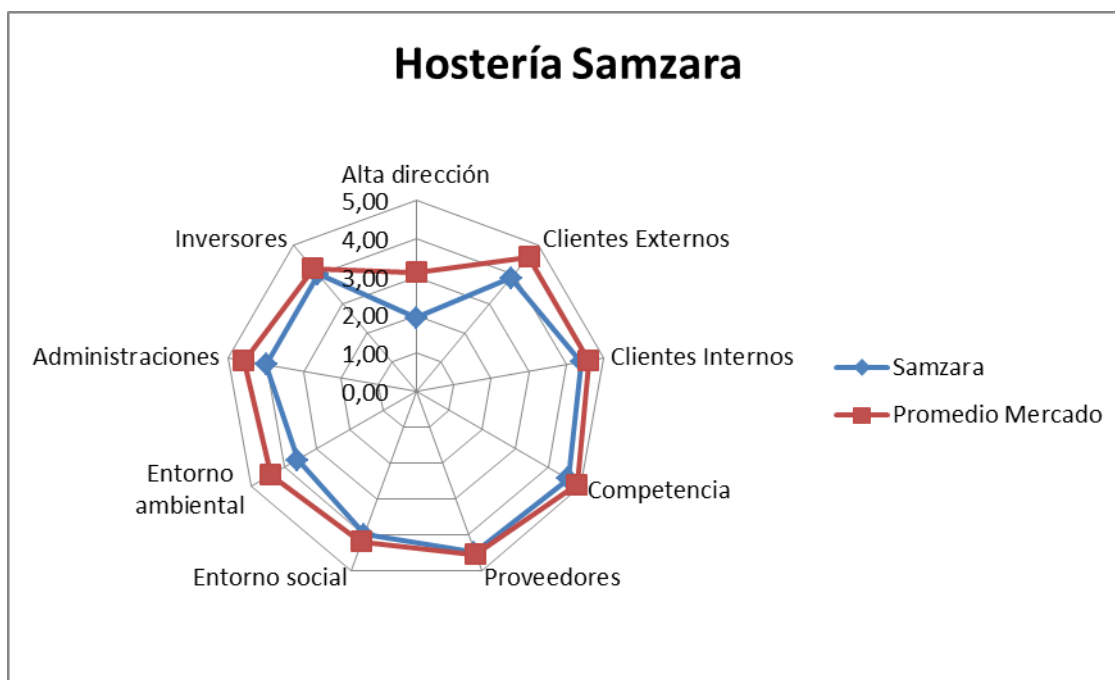 Hostería Samzara
Alta dirección
5,00
4,00
3,00
2,00
1,00
0,00
Clientes Externos
Clientes Internos
Competencia
Proveedores
Entorno social
Entorno
ambiental
Administraciones
Inversores
Samzara
Promedio Mercado